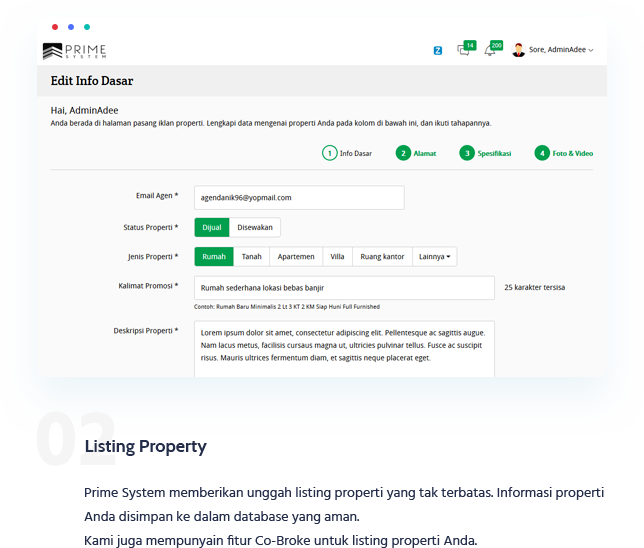 PRIME
SYSTEM
Z
14
200
Sore, AdminAdee
Edit Info Dasar
Hai, AdminAdee
Anda berada di halaman pasang iklan properti. Lengkapi data mengenai properti Anda pada kolom di bawah ini, dan ikuti tahapannya.
1 Info Dasar 2 Alamat 3 Spesifikasi 4 Foto & Video
Email Agen * agendanik96@yopmail.com
Status Properti * Dijual Disewakan
Jenis Properti * Rumah Tanah Apartemen Villa Ruang kantor Lainnya
Kalimat Promosi * Rumah sederhana lokasi bebas banjir 25 karakter tersisa
Contoh: Rumah Baru Minimalis 2 Lt 3 KT 2 KM Siap Huni Full Furnished
Deskripsi Properti * Lorem ipsum dolor sit amet, consectetur adipiscing elit. Pellentesque ac sagittis augue.
Nam lacus metus, facilisis cursaus magna ut, ultricies pulvinar tellus. Fusce ac suscipit
risus. Mauris ultrices fermentum diam, et sagittis neque placerat eget.
02
Listing Property
Prime System memberikan unggah listing properti yang tak terbatas. Informasi properti
Anda disimpan ke dalam database yang aman.
Kami juga mempunyain fitur Co-Broke untuk listing properti Anda.